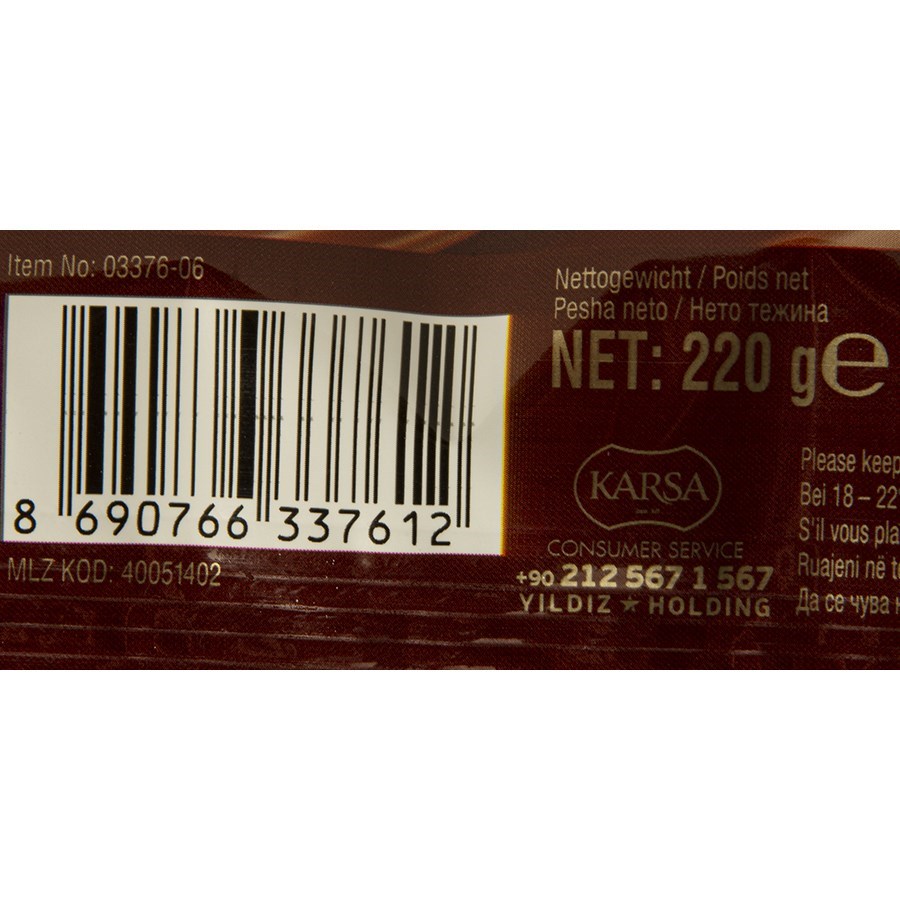 Item No: 03376-06
8 690766 337612
MLZ KOD: 40051402
Nettogewicht / Poids net
Pesha neto / Нето тежина
NET: 220 g ℮
KARSA
CONSUMER SERVICE
+90 212 567 1 567
YILDIZ ★ HOLDING
Please keep
Bei 18 – 22°
S'il vous pla
Ruajeni në te
Да се чува н